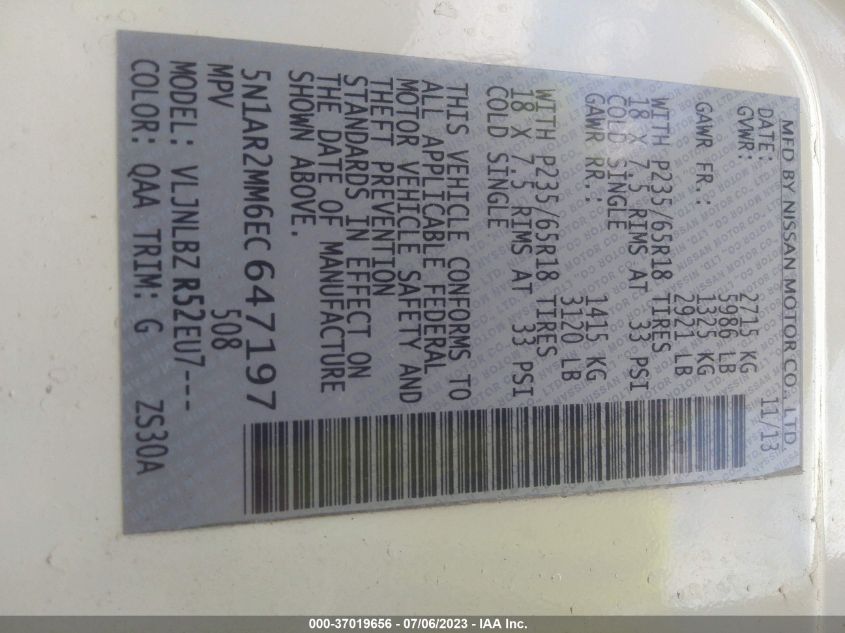 MFD BY NISSAN MOTOR CO., LTD.
DATE: 11/13
GVWR: 2715 KG
5986 LB
GAWR FR.: 1325 KG
2921 LB
WITH P235/65R18 TIRES
18 X 7.5 RIMS AT 33 PSI
COLD SINGLE
GAWR RR.: 1415 KG
3120 LB
WITH P235/65R18 TIRES
18 X 7.5 RIMS AT 33 PSI
COLD SINGLE
THIS VEHICLE CONFORMS TO
ALL APPLICABLE FEDERAL
MOTOR VEHICLE SAFETY AND
THEFT PREVENTION
STANDARDS IN EFFECT ON
THE DATE OF MANUFACTURE
SHOWN ABOVE.
5N1AR2MM6EC647197
MPV 508
MODEL: VLJNLBZ R52EU7---
COLOR: QAA TRIM: G ZS30A
000-37019656 - 07/06/2023 - IAA Inc.